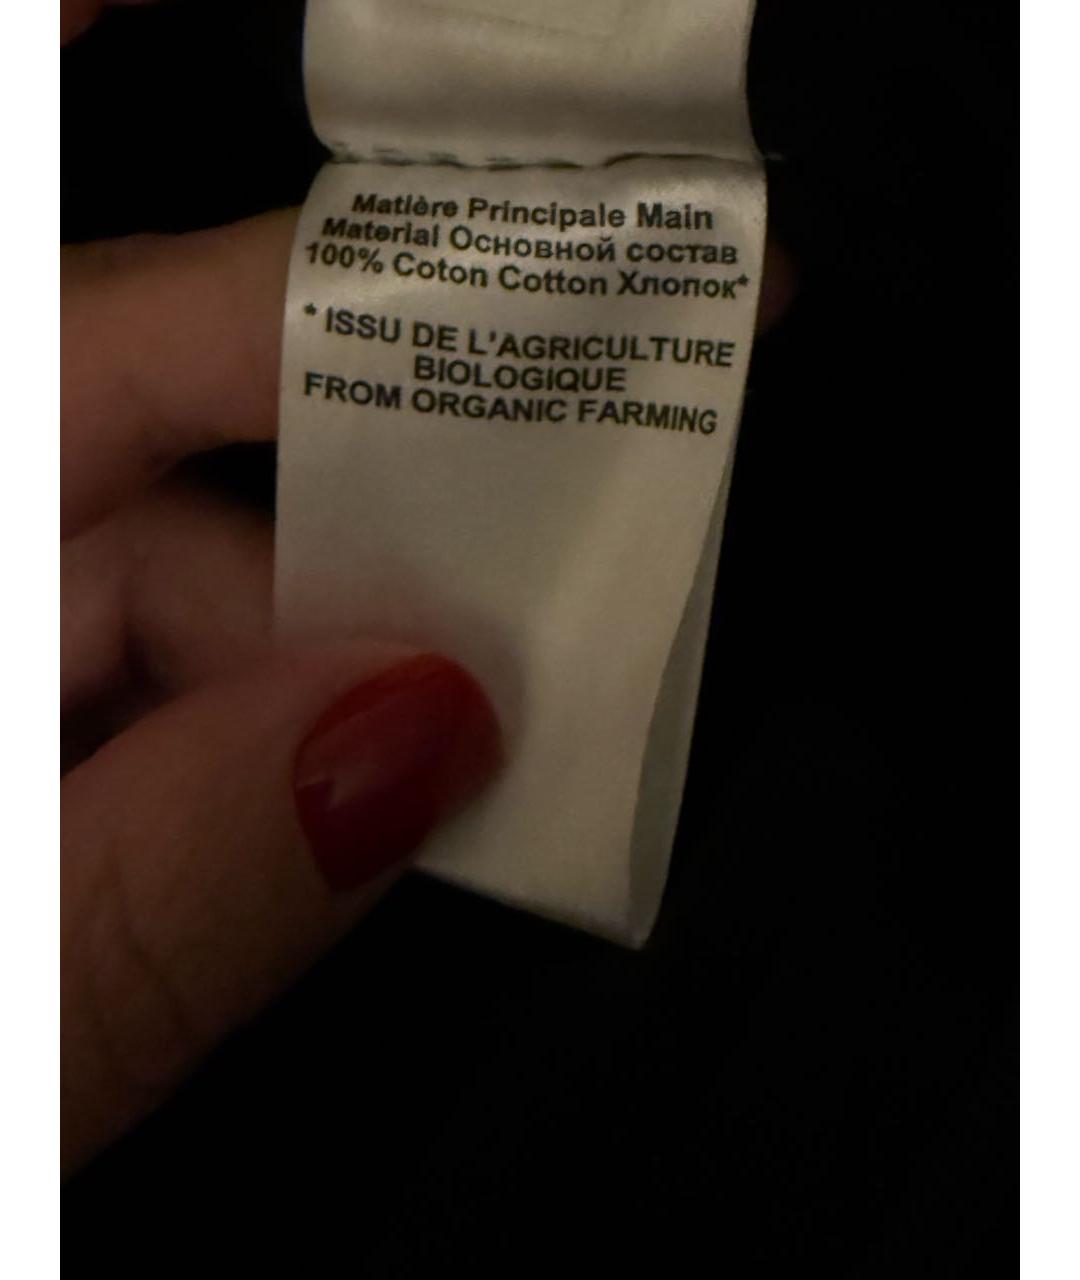 Matière Principale Main
Material Основной состав
100% Coton Cotton Хлопок*
* ISSU DE L'AGRICULTURE
BIOLOGIQUE
FROM ORGANIC FARMING